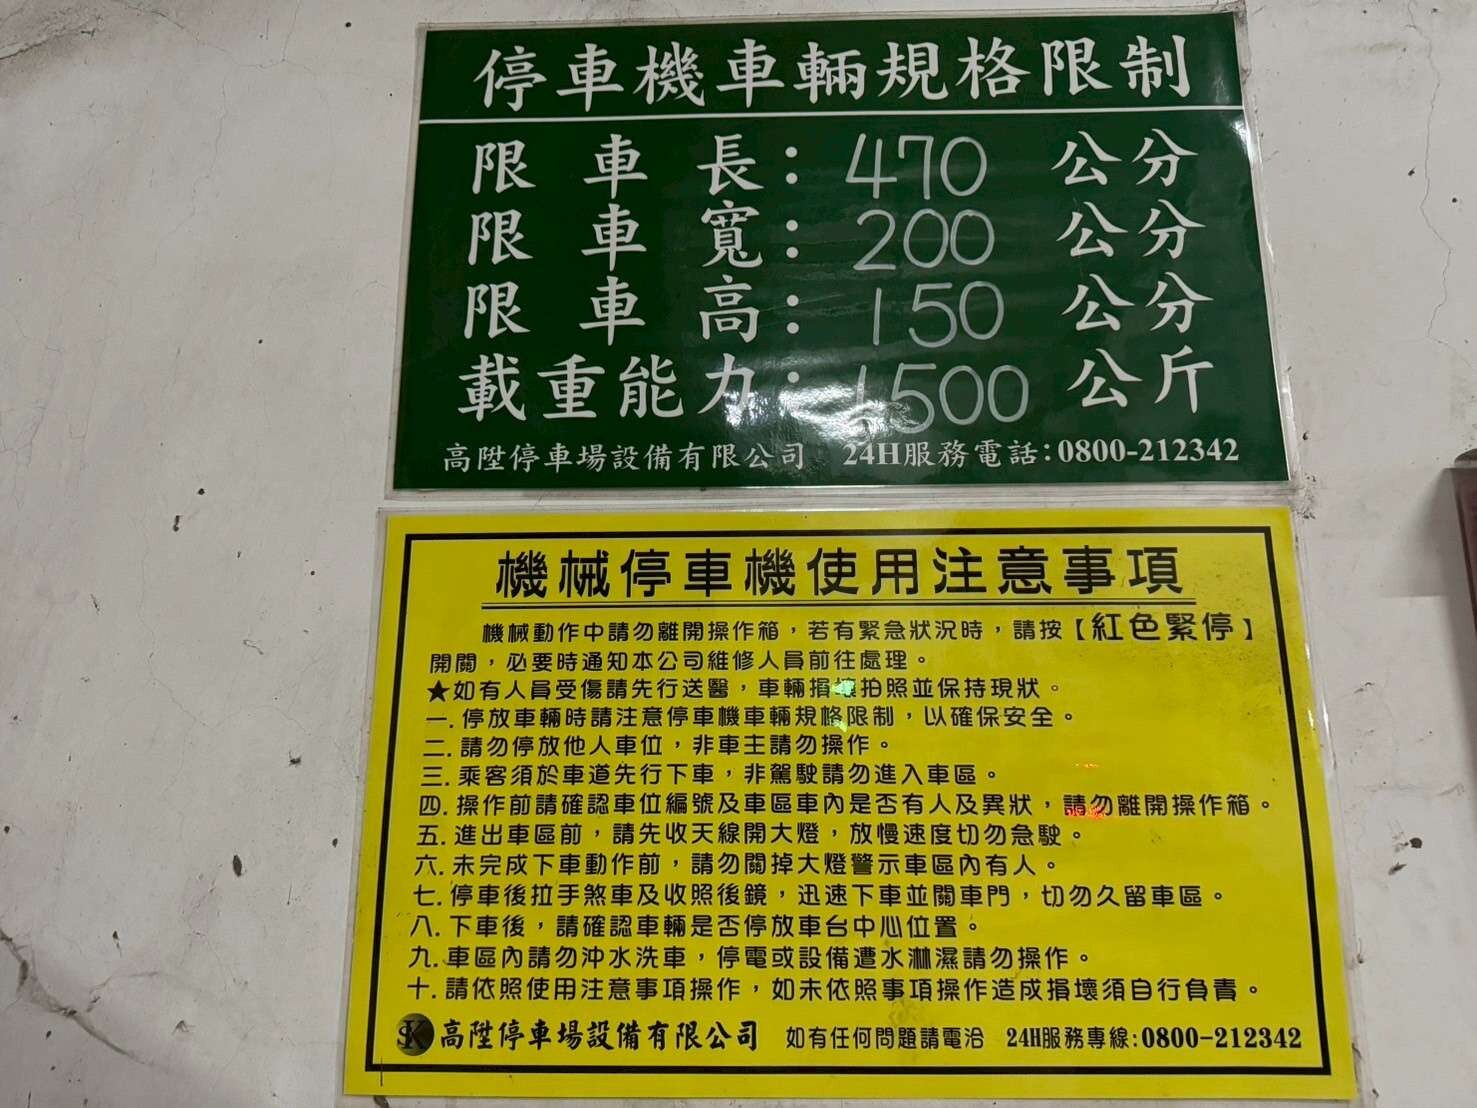 停車機車輛規格限制
限車長：470公分
限車寬：200公分
限車高：150公分
載重能力：1500公斤
高陞停車場設備有限公司 24H服務電話：0800-212342
機械停車機使用注意事項
機械動作中請勿離開操作箱，若有緊急狀況時，請按【紅色緊停】
開關，必要時通知本公司維修人員前往處理。
★如有人員受傷請先行送醫，車輛損壞拍照並保持現狀。
一.停放車輛時請注意停車機車輛規格限制，以確保安全。
二.請勿停放他人車位，非車主請勿操作。
三.乘客須於車道先行下車，非駕駛請勿進入車區。
四.操作前請確認車位編號及車區車內是否有人及異狀，請勿離開操作箱。
五.進出車區前，請先收天線開大燈，放慢速度切勿急駛。
六.未完成下車動作前，請勿關掉大燈警示車區內有人。
七.停車後拉手煞車及收照後鏡，迅速下車並關車門，切勿久留車區。
八.下車後，請確認車輛是否停放車台中心位置。
九.車區內請勿沖水洗車，停電或設備遭水淋濕請勿操作。
十.請依照使用注意事項操作，如未依照事項操作造成損壞須自行負責。
SK 高陞停車場設備有限公司 如有任何問題請電洽 24H服務專線：0800-212342